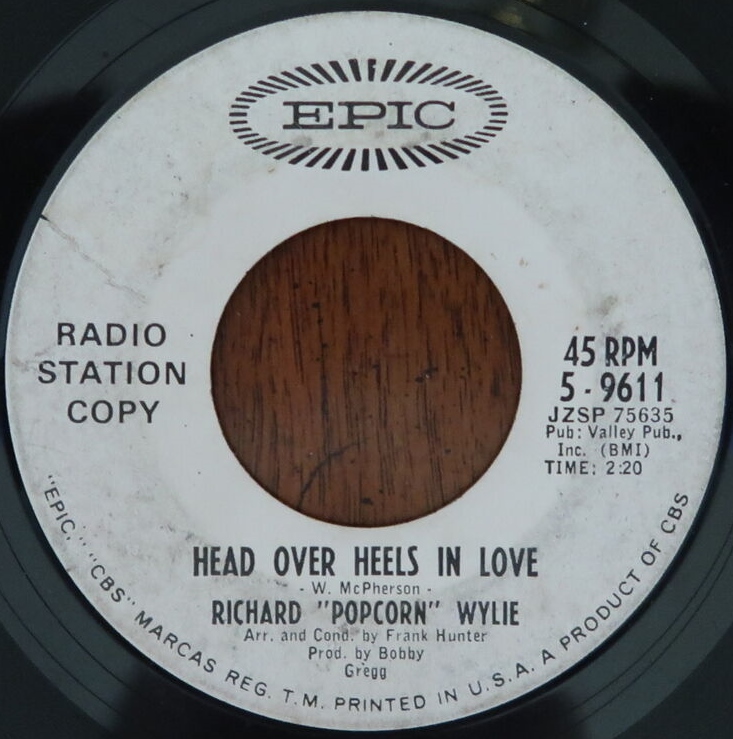 EPIC
RADIO
STATION
COPY
45 RPM
5 - 9611
JZSP 75635
Pub: Valley Pub.,
Inc. (BMI)
TIME: 2:20
HEAD OVER HEELS IN LOVE
- W. McPherson -
RICHARD "POPCORN" WYLIE
Arr. and Cond. by Frank Hunter
Prod. by Bobby
Gregg
"EPIC," "CBS" MARCAS REG. T.M. PRINTED IN U.S.A. A PRODUCT OF CBS